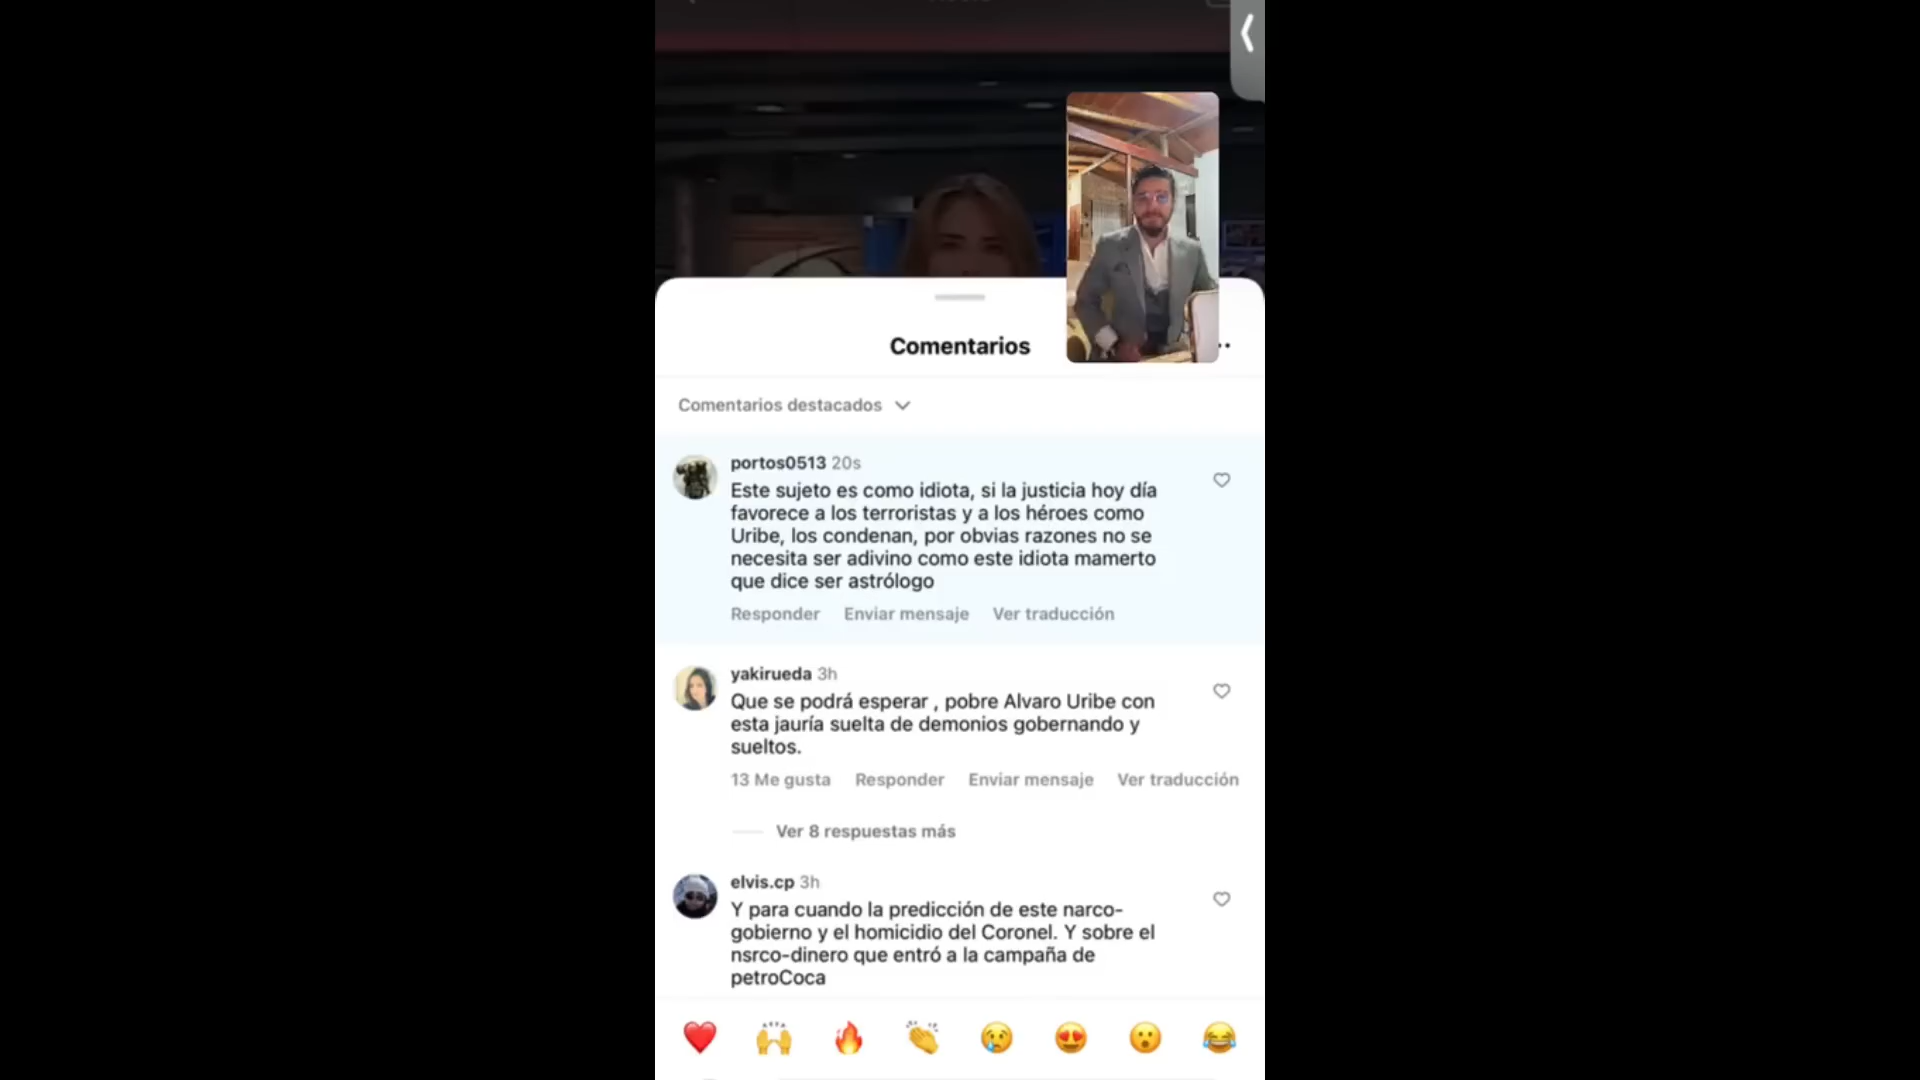 Comentarios
Comentarios destacados
portos0513 20s
Este sujeto es como idiota, si la justicia hoy día
favorece a los terroristas y a los héroes como
Uribe, los condenan, por obvias razones no se
necesita ser adivino como este idiota mamerto
que dice ser astrólogo
Responder Enviar mensaje Ver traducción
yakirueda 3h
Que se podrá esperar , pobre Alvaro Uribe con
esta jauría suelta de demonios gobernando y
sueltos.
13 Me gusta Responder Enviar mensaje Ver traducción
Ver 8 respuestas más
elvis.cp 3h
Y para cuando la predicción de este narco-
gobierno y el homicidio del Coronel. Y sobre el
nsrco-dinero que entró a la campaña de
petroCoca